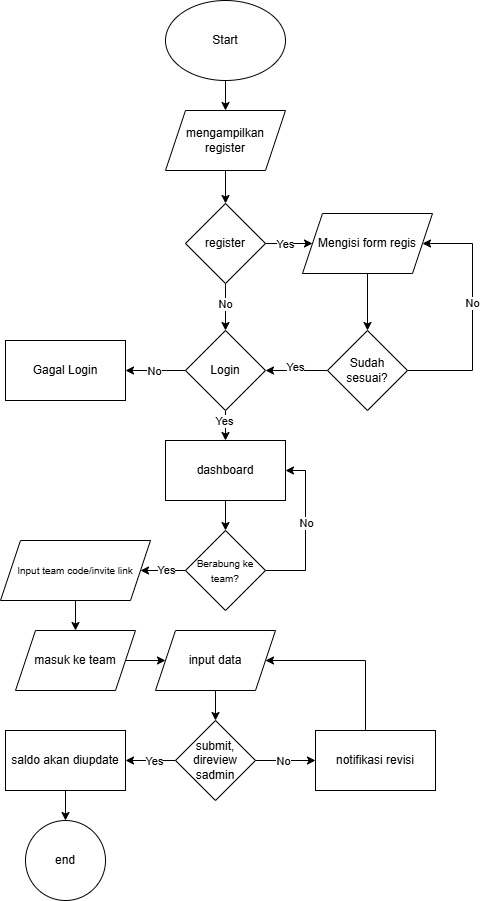 Start
mengampilkan
register
register
Yes
Mengisi form regis
No
No
Gagal Login
No
Login
Yes
Sudah
sesuai?
Yes
dashboard
No
Input team code/invite link
Yes
Berabung ke
team?
masuk ke team
input data
saldo akan diupdate
Yes
submit,
direview
sadmin
No
notifikasi revisi
end